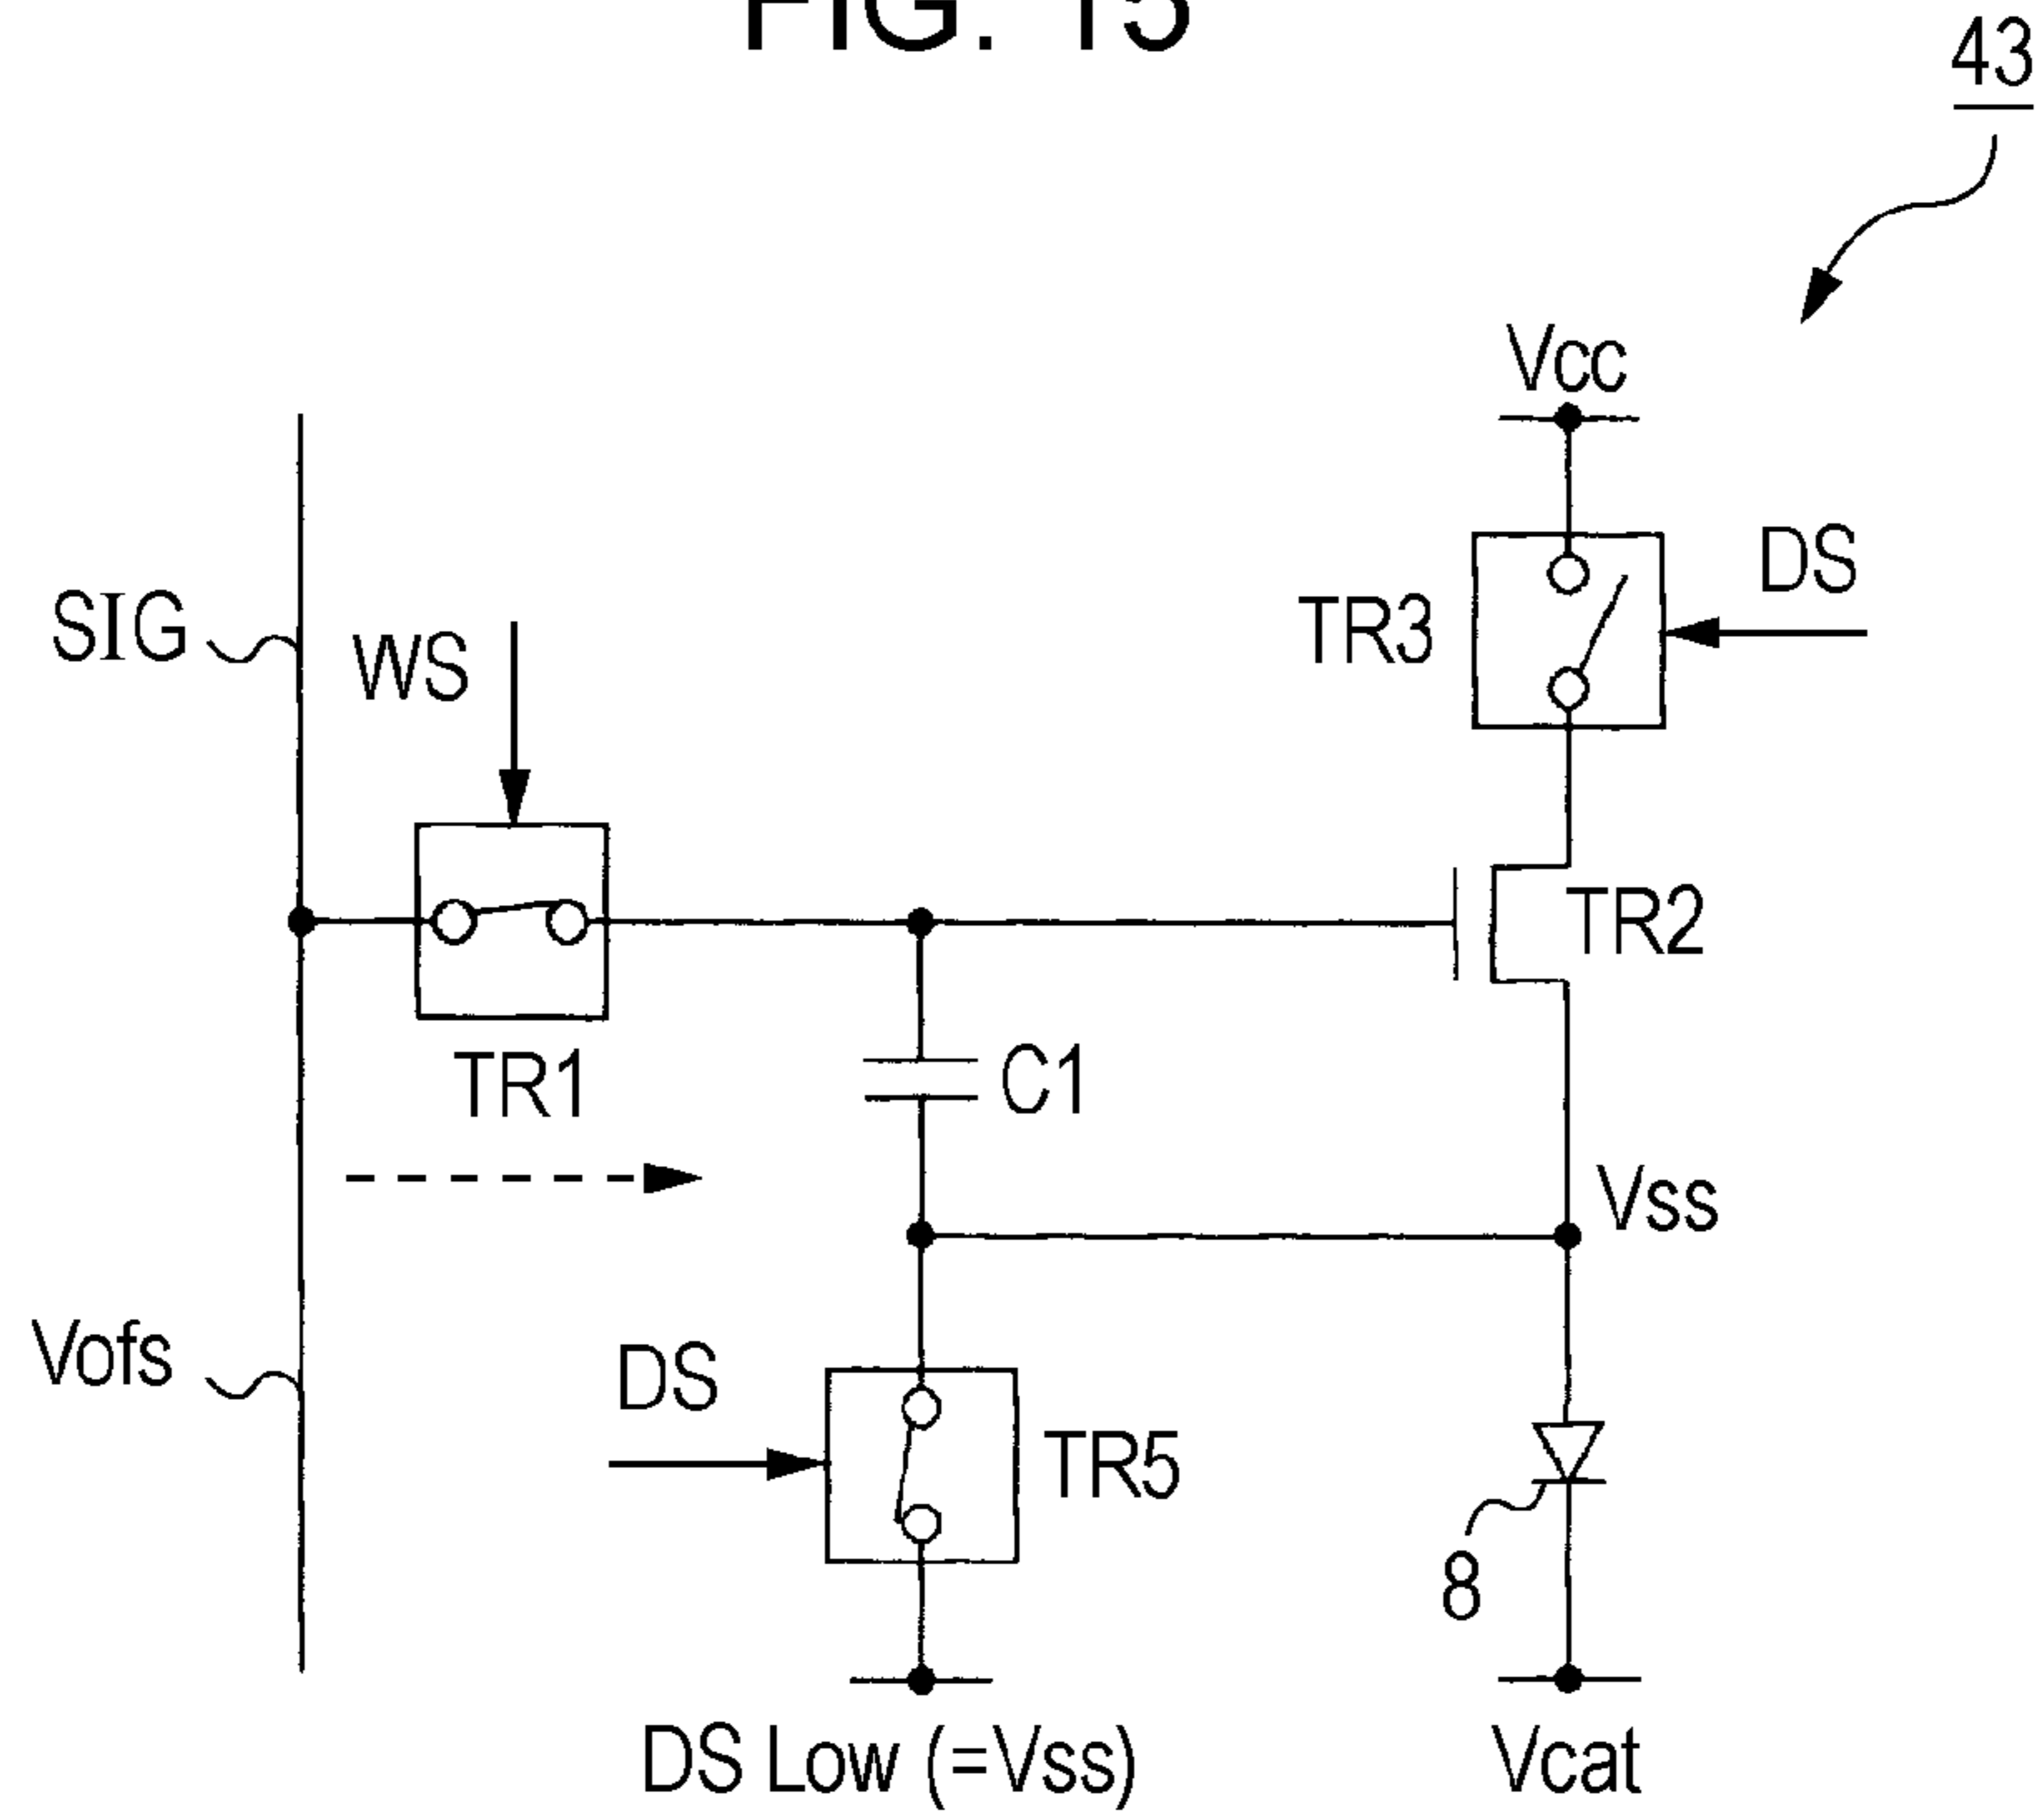 FIG. 15
43
Vcc
DS
TR3
SIG
WS
TR2
TR1
C1
Vss
Vofs
DS
TR5
8
DS Low (=Vss)
Vcat